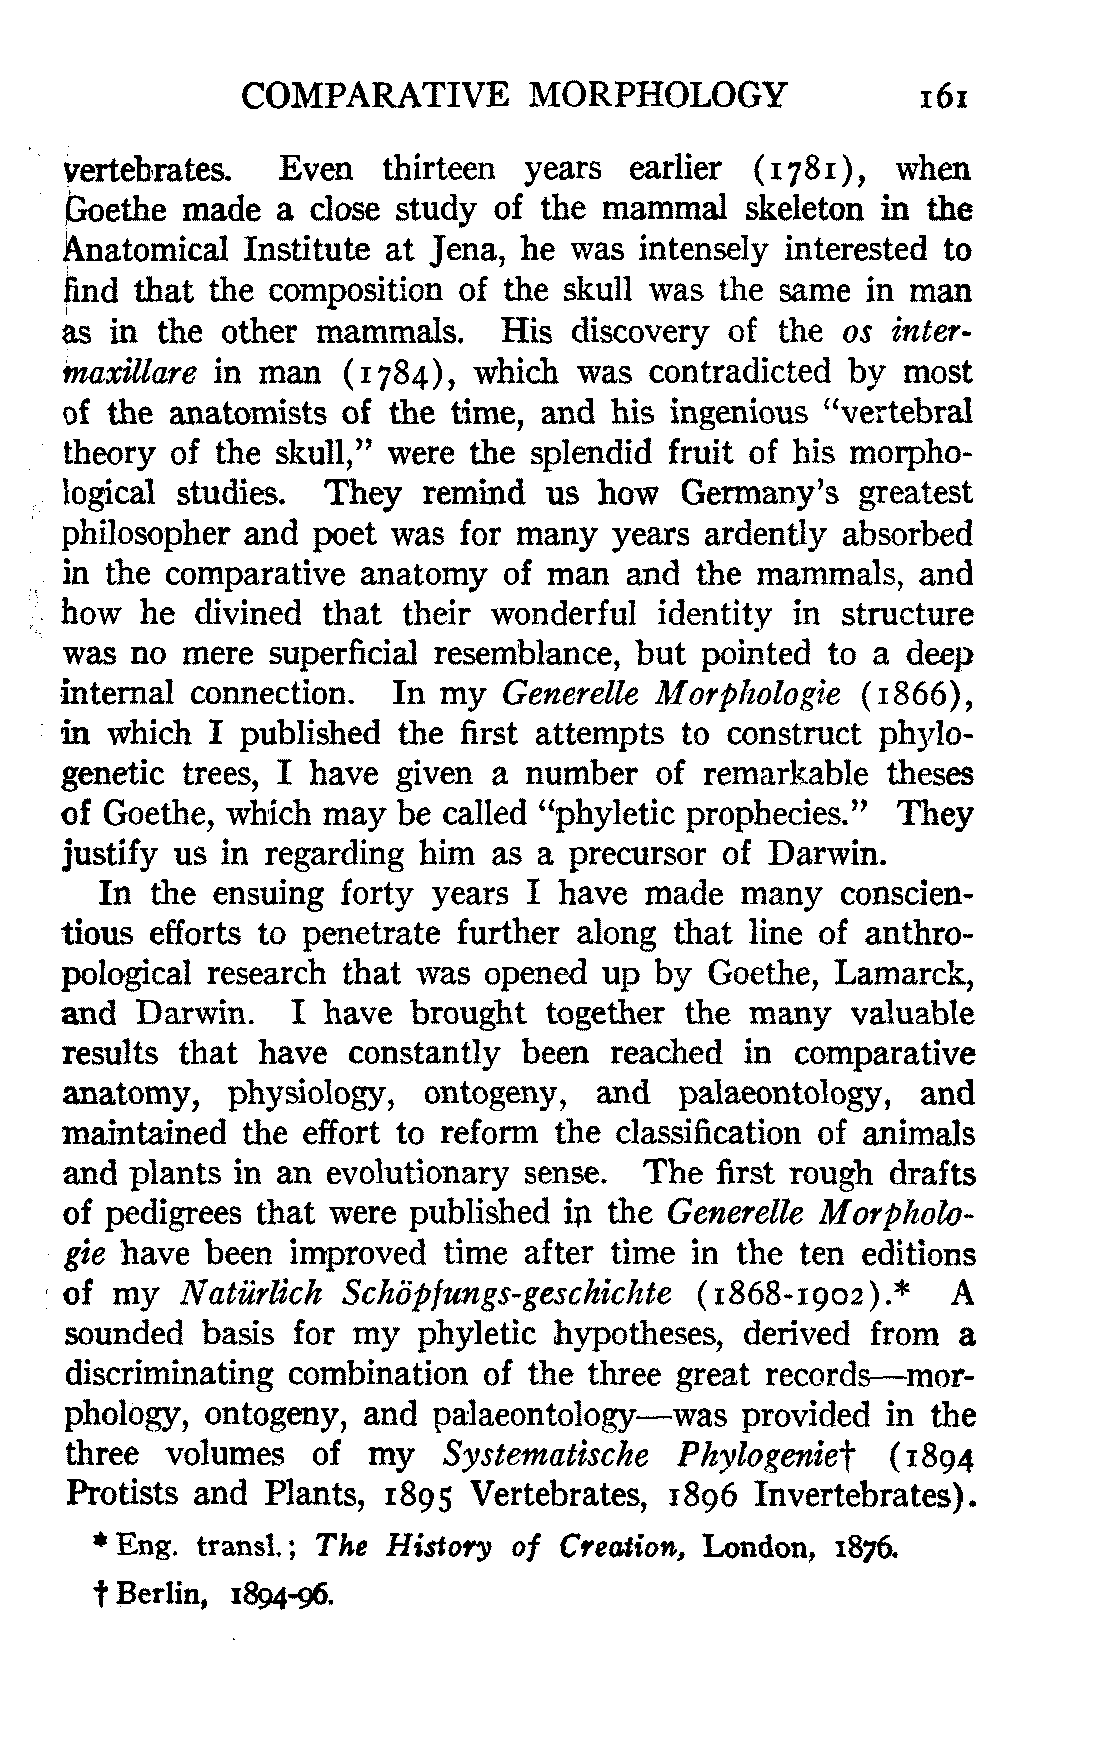 COMPARATIVE MORPHOLOGY 161
vertebrates. Even thirteen years earlier (1781), when
Goethe made a close study of the mammal skeleton in the
Anatomical Institute at Jena, he was intensely interested to
find that the composition of the skull was the same in man
as in the other mammals. His discovery of the os inter-
maxillare in man (1784), which was contradicted by most
of the anatomists of the time, and his ingenious “vertebral
theory of the skull,” were the splendid fruit of his morpho-
logical studies. They remind us how Germany's greatest
philosopher and poet was for many years ardently absorbed
in the comparative anatomy of man and the mammals, and
how he divined that their wonderful identity in structure
was no mere superficial resemblance, but pointed to a deep
internal connection. In my Generelle Morphologie (1866),
in which I published the first attempts to construct phylo-
genetic trees, I have given a number of remarkable theses
of Goethe, which may be called “phyletic prophecies.” They
justify us in regarding him as a precursor of Darwin.
In the ensuing forty years I have made many conscien-
tious efforts to penetrate further along that line of anthro-
pological research that was opened up by Goethe, Lamarck,
and Darwin. I have brought together the many valuable
results that have constantly been reached in comparative
anatomy, physiology, ontogeny, and palaeontology, and
maintained the effort to reform the classification of animals
and plants in an evolutionary sense. The first rough drafts
of pedigrees that were published in the Generelle Morpholo-
gie have been improved time after time in the ten editions
of my Natürlich Schöpfungs-geschichte (1868-1902).* A
sounded basis for my phyletic hypotheses, derived from a
discriminating combination of the three great records—mor-
phology, ontogeny, and palaeontology—was provided in the
three volumes of my Systematische Phylogenie† (1894
Protists and Plants, 1895 Vertebrates, 1896 Invertebrates).
* Eng. transl.; The History of Creation, London, 1876.
† Berlin, 1894-96.